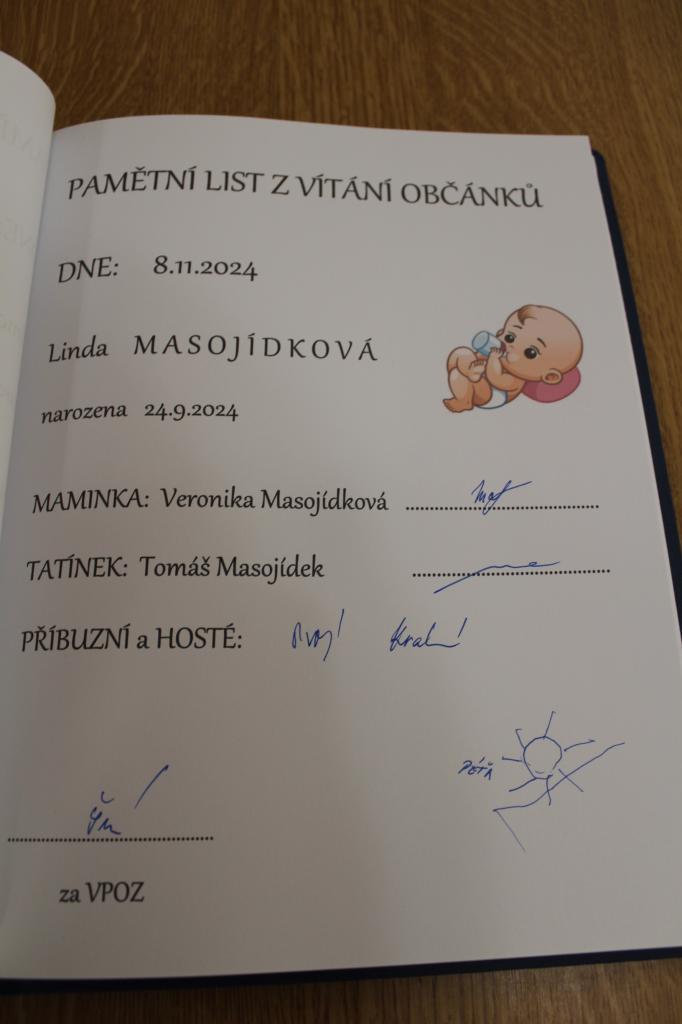 PAMĚTNÍ LIST Z VÍTÁNÍ OBČÁNKŮ
DNE: 8.11.2024
Linda MASOJÍDKOVÁ
narozena 24.9.2024
MAMINKA: Veronika Masojídková
TATÍNEK: Tomáš Masojídek
PŘÍBUZNÍ a HOSTÉ:
PÉŤA
za VPOZ